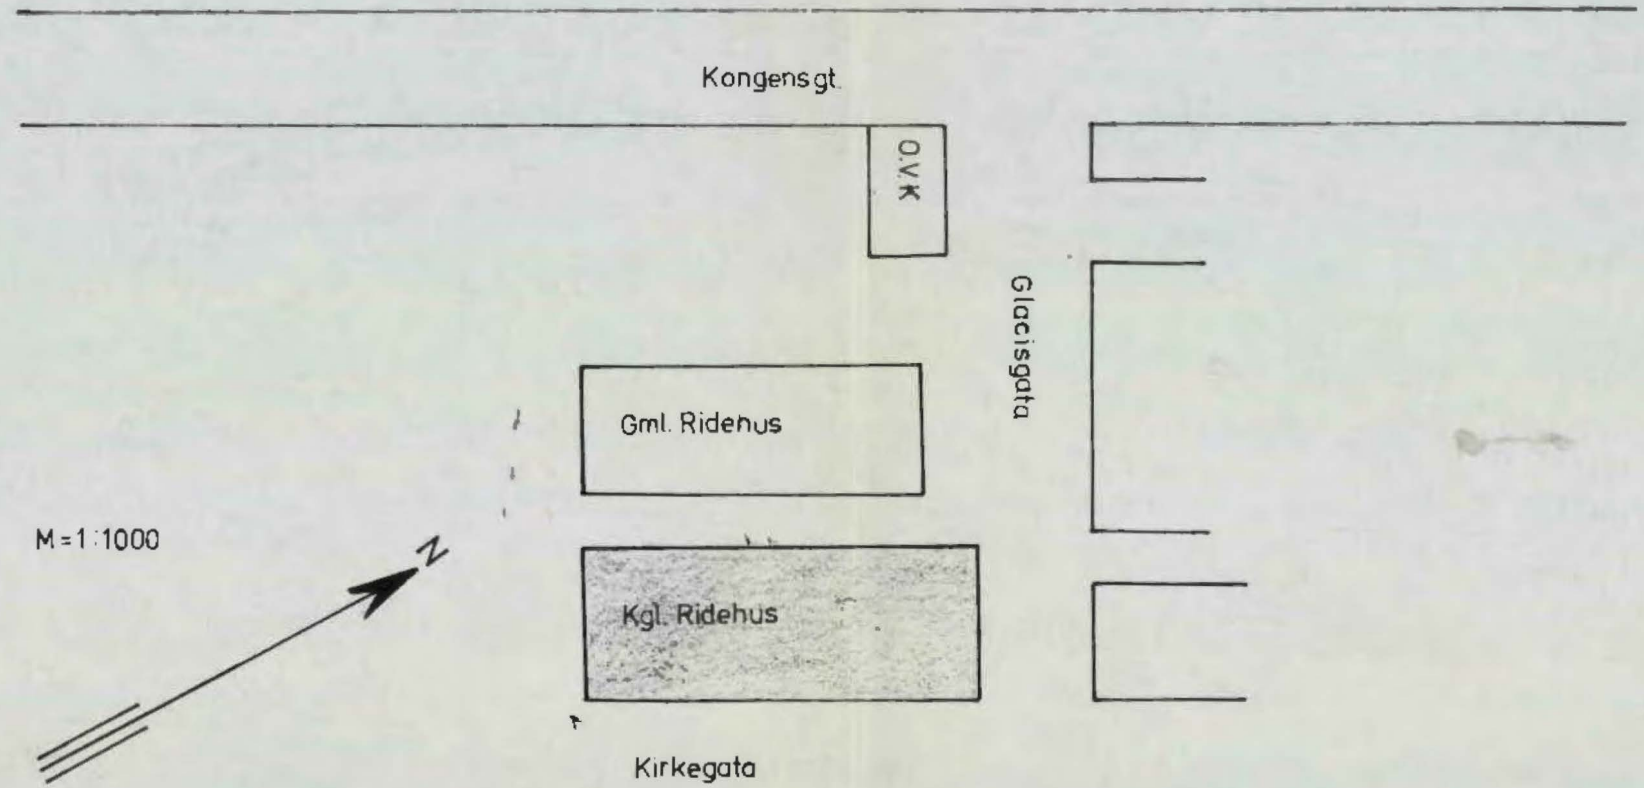 Kongensgt.
O.V.K
Glacisgata
Gml. Ridehus
M=1:1000
N
Kgl. Ridehus
Kirkegata